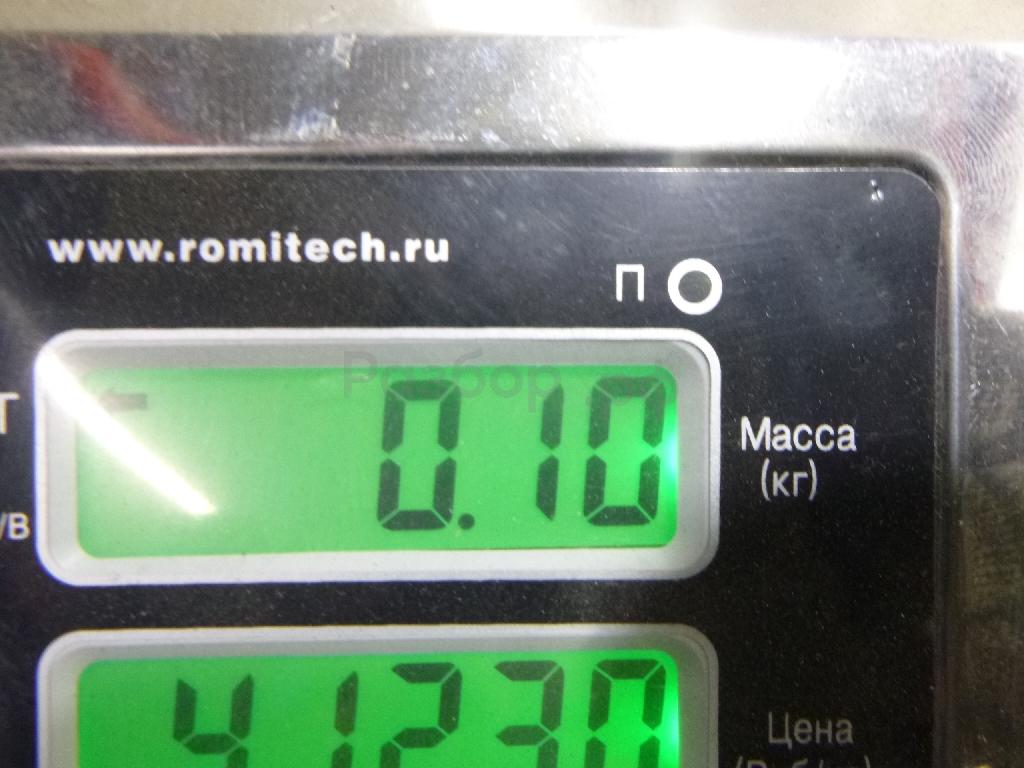 www.romitech.ru
П
Т
0.10
Масса
(кг)
/В
41230
Цена